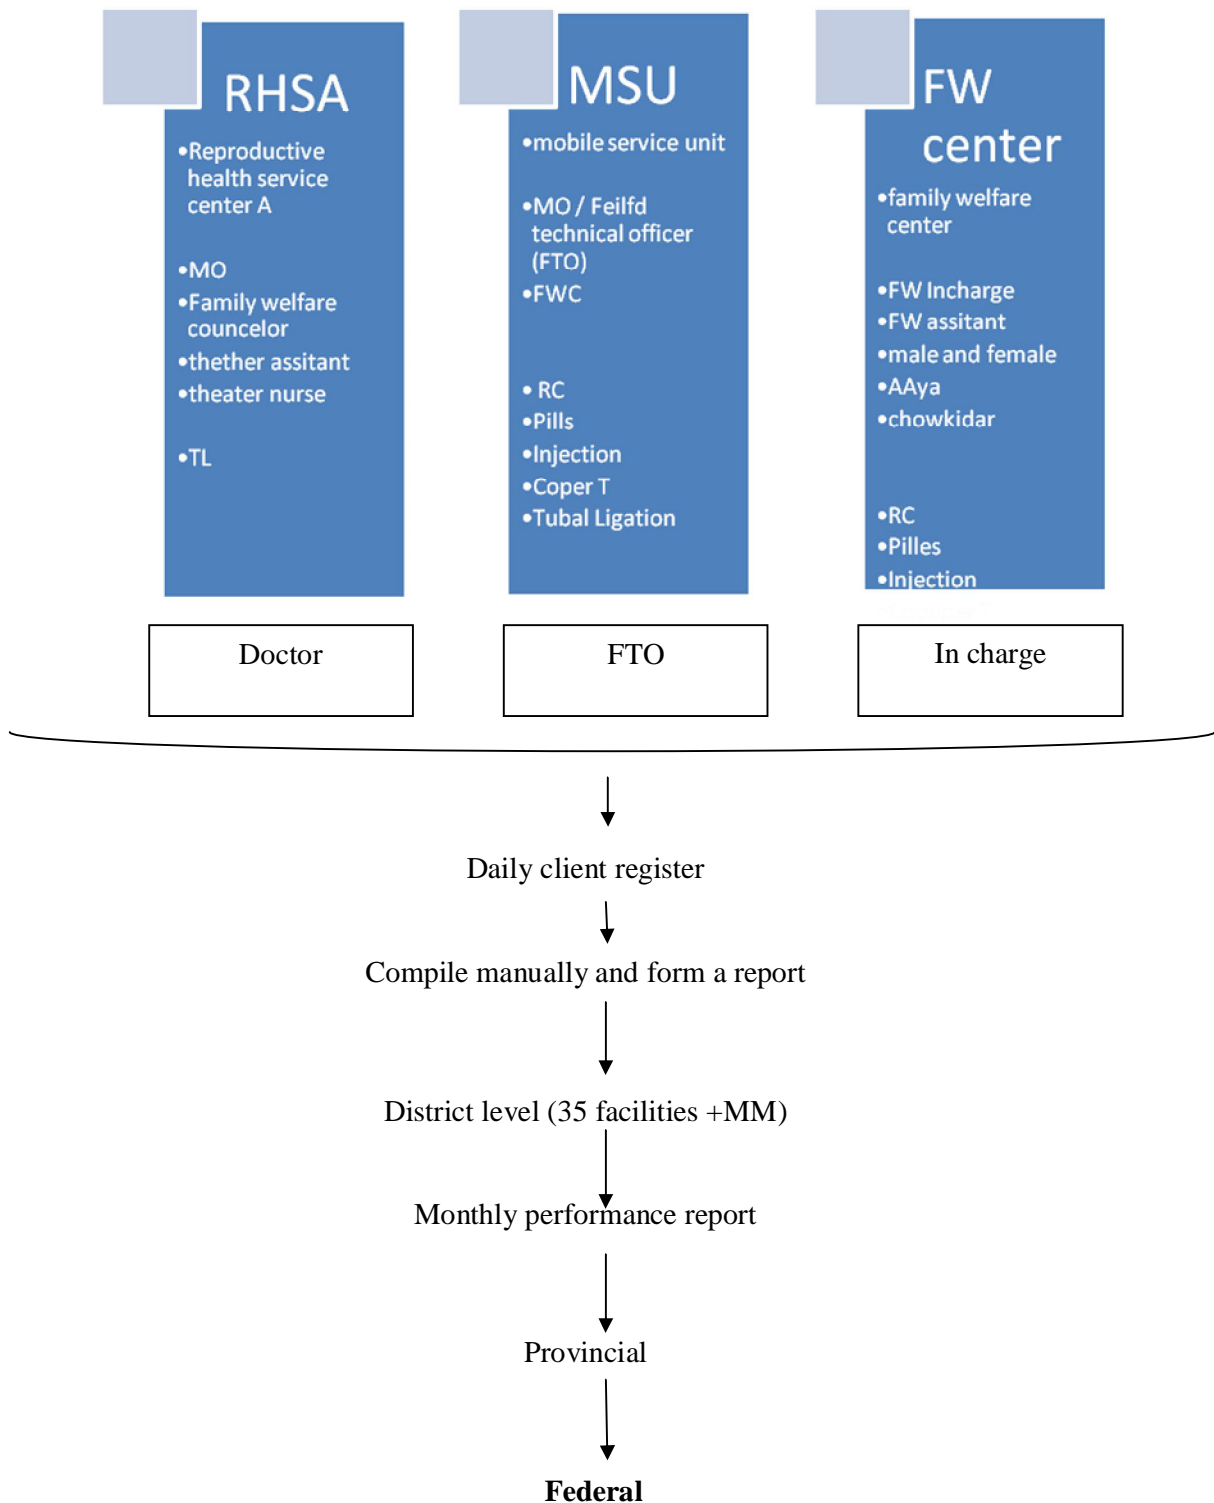 RHSA
•Reproductive
health service
center A
•MO
•Family welfare
councelor
•thether assitant
•theater nurse
•TL
MSU
•mobile service unit
•MO / Feilfd
technical officer
(FTO)
•FWC
• RC
•Pills
•Injection
•Coper T
•Tubal Ligation
FW
center
•family welfare
center
•FW Incharge
•FW assitant
•male and female
•AAya
•chowkidar
•RC
•Pilles
•Injection
Doctor
FTO
In charge
Daily client register
Compile manually and form a report
District level (35 facilities +MM)
Monthly performance report
Provincial
Federal